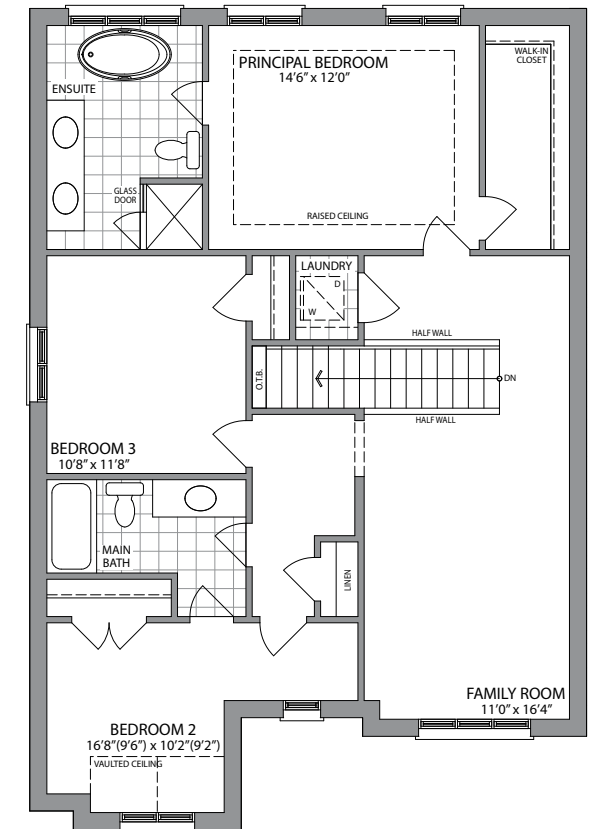 PRINCIPAL BEDROOM
14'6" x 12'0"
WALK-IN
CLOSET
ENSUITE
GLASS
DOOR
RAISED CEILING
LAUNDRY
D
W
HALF WALL
O.T.B.
DN
HALF WALL
BEDROOM 3
10'8" x 11'8"
MAIN
BATH
LINEN
FAMILY ROOM
11'0" x 16'4"
BEDROOM 2
16'8"(9'6") x 10'2"(9'2")
VAULTED CEILING